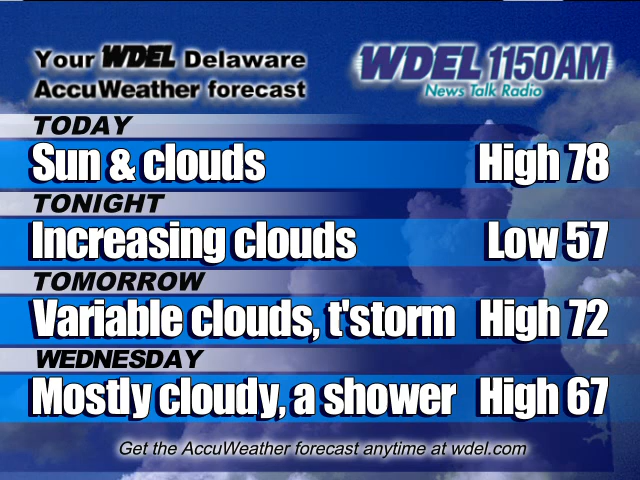 Your WDEL Delaware
AccuWeather forecast
WDEL 1150AM
News Talk Radio
TODAY
Sun & clouds High 78
TONIGHT
Increasing clouds Low 57
TOMORROW
Variable clouds, t'storm High 72
WEDNESDAY
Mostly cloudy, a shower High 67
Get the AccuWeather forecast anytime at wdel.com